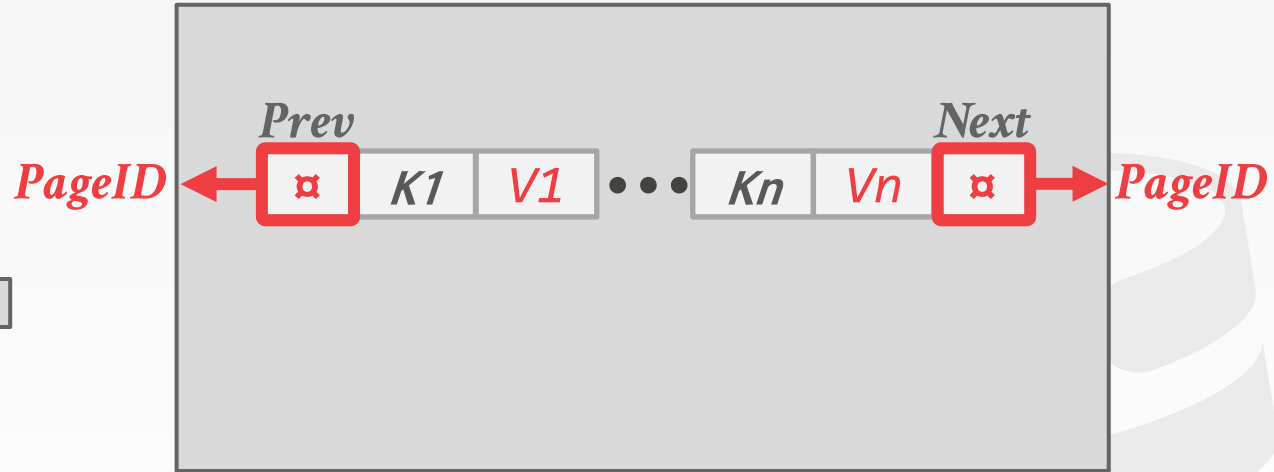 Prev Next
PageID ¤ K1 V1 ••• Kn Vn ¤ PageID